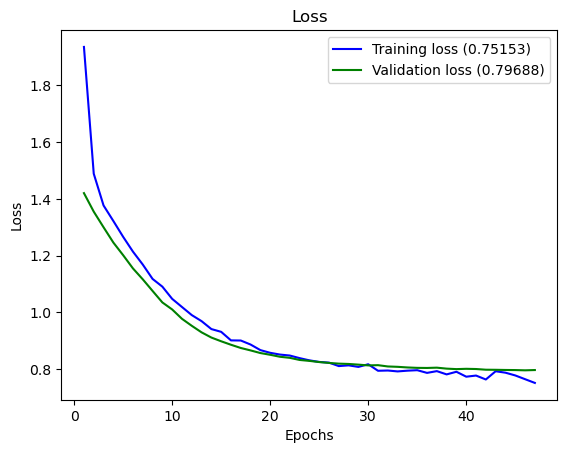 Loss
Training loss (0.75153)
Validation loss (0.79688)
1.8
1.6
1.4
1.2
1.0
0.8
Loss
0
10
20
30
40
Epochs